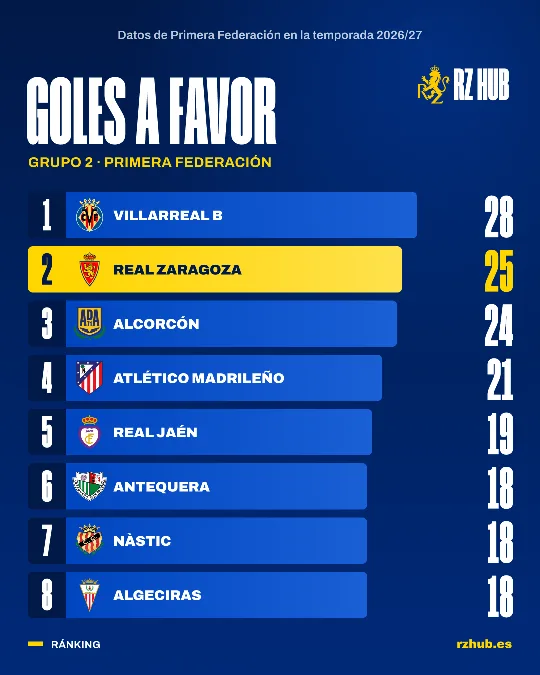 Datos de Primera Federación en la temporada 2026/27
RZ HUB
GOLES A FAVOR
GRUPO 2 · PRIMERA FEDERACIÓN
1 VILLARREAL B 28
2 REAL ZARAGOZA 25
3 ALCORCÓN 24
4 ATLÉTICO MADRILEÑO 21
5 REAL JAÉN 19
6 ANTEQUERA 18
7 NÀSTIC 18
8 ALGECIRAS 18
RÁNKING
rzhub.es